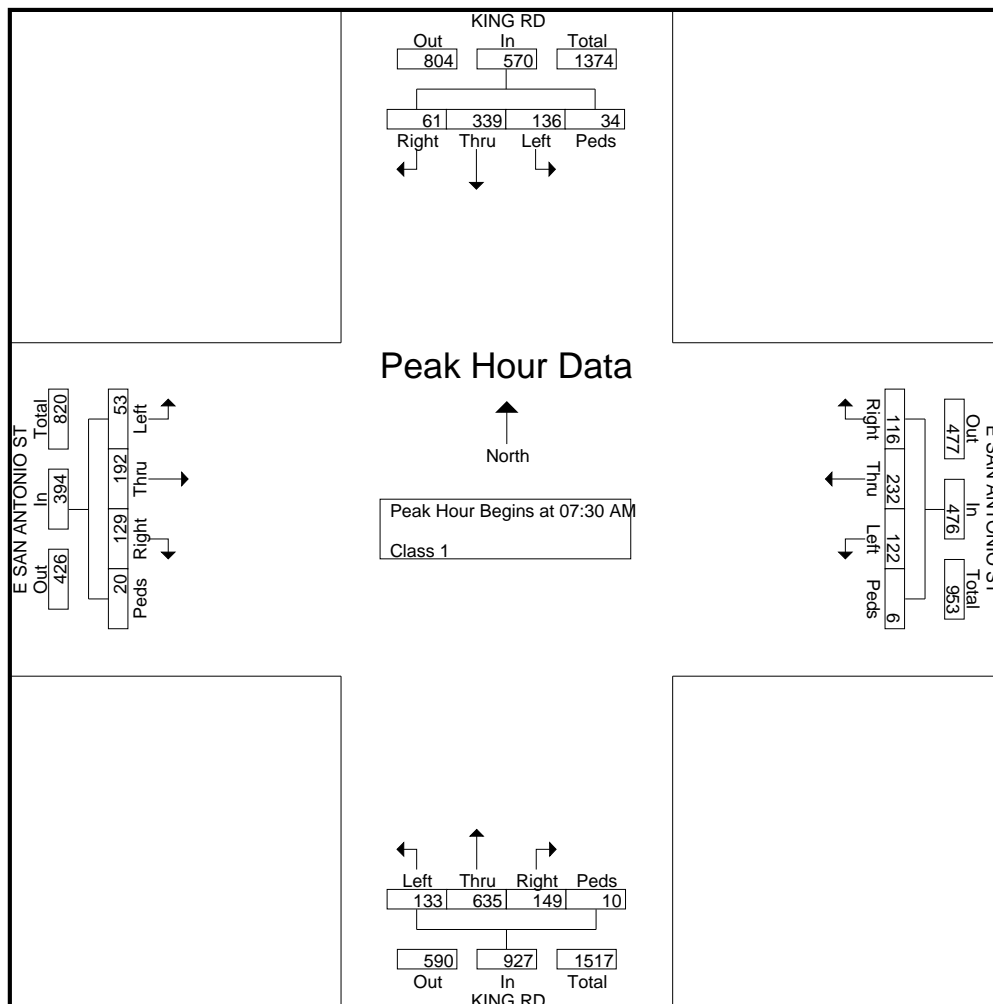 KING RD
Out In Total
804 570 1374
61 339 136 34
Right Thru Left Peds
Peak Hour Data
North
Peak Hour Begins at 07:30 AM
Class 1
E SAN ANTONIO ST
Total In Out
820 394 426
53 192 129 20
Left Thru Right Peds
Right Thru Left Peds
116 232 122 6
Out In Total
477 476 953
E SAN ANTONIO ST
Left Thru Right Peds
133 635 149 10
590 927 1517
Out In Total
KING RD